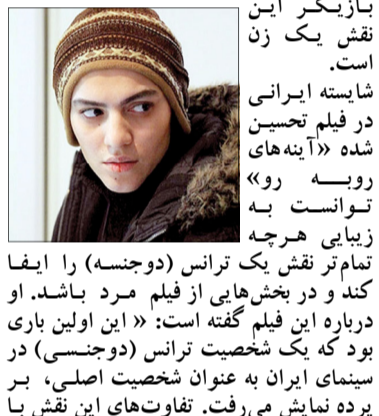 بازیگر این
نقش یک زن
است.
شایسته ایرانی
در فیلم تحسین
شده «آینه‌های
روبه رو»
توانست به
زیبایی هرچه
تمام‌تر نقش یک ترانس (دوجنسه) را ایفا
کند و در بخش‌هایی از فیلم مرد باشد. او
درباره این فیلم گفته است: « این اولین باری
بود که یک شخصیت ترانس (دوجنسی) در
سینمای ایران به عنوان شخصیت اصلی، بر
پرده نمایش می‌رفت. تفاوت‌های این نقش با